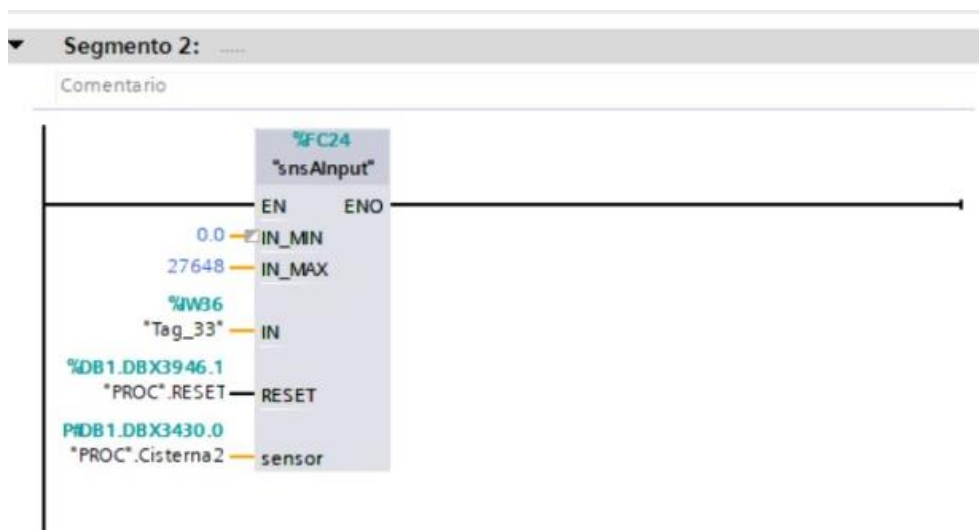 Segmento 2: .....
Comentario
%FC24
"snsAInput"
EN ENO
0.0 IN_MIN
27648 IN_MAX
%IW36
"Tag_33" IN
%DB1.DBX3946.1
"PROC".RESET RESET
P#DB1.DBX3430.0
"PROC".Cisterna2 sensor